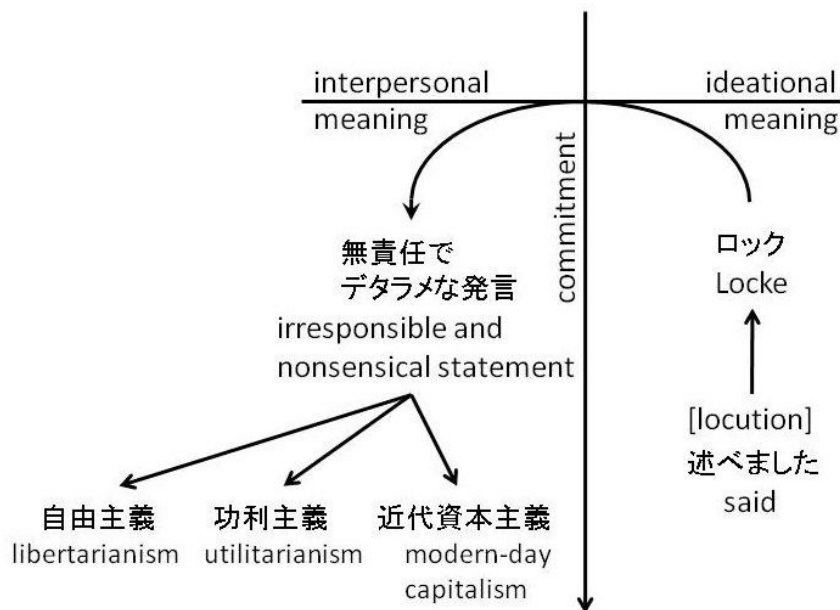 interpersonal
meaning
ideational
meaning
commitment
無責任で
デタラメな発言
irresponsible and
nonsensical statement
ロック
Locke
[locution]
述べました
said
自由主義
libertarianism
功利主義
utilitarianism
近代資本主義
modern-day
capitalism